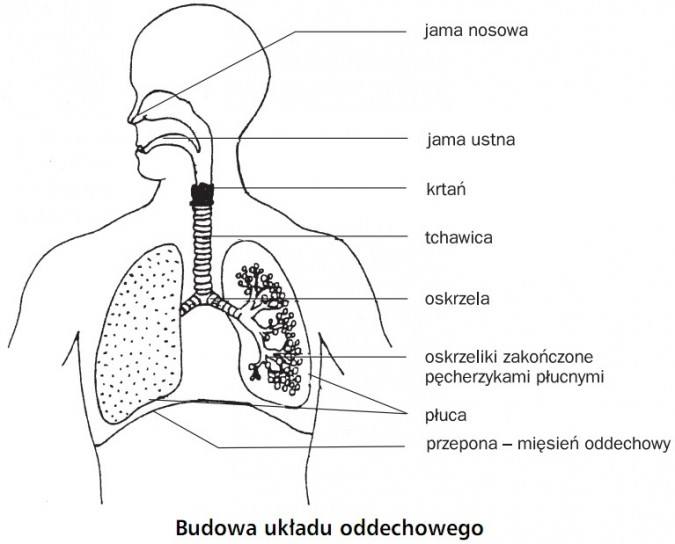 jama nosowa
jama ustna
krtań
tchawica
oskrzela
oskrzeliki zakończone
pęcherzykami płucnymi
płuca
przepona – mięsień oddechowy
Budowa układu oddechowego